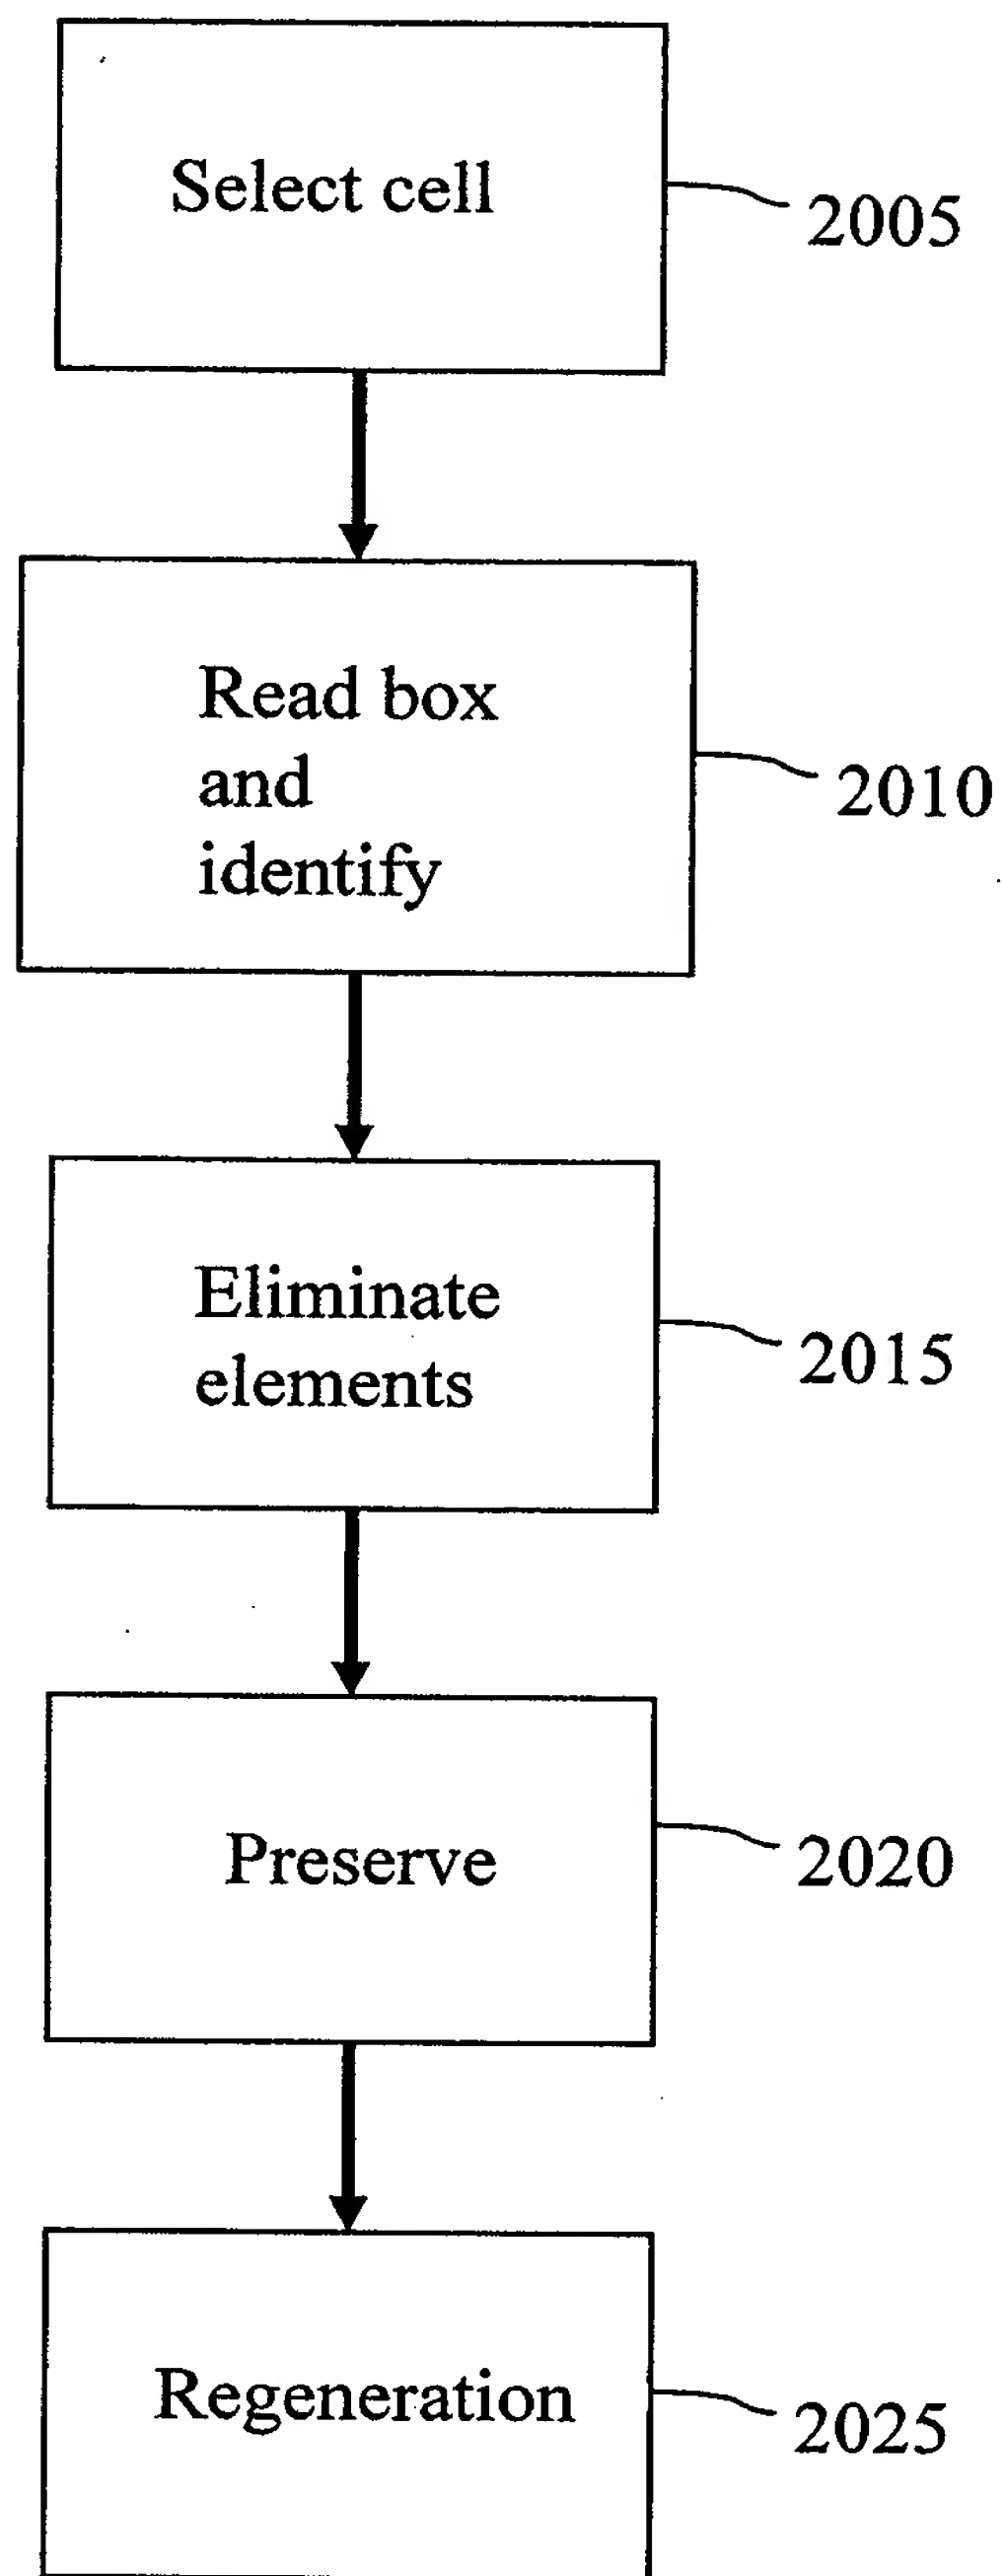 Select cell
2005
Read box
and
identify
2010
Eliminate
elements
2015
Preserve
2020
Regeneration
2025